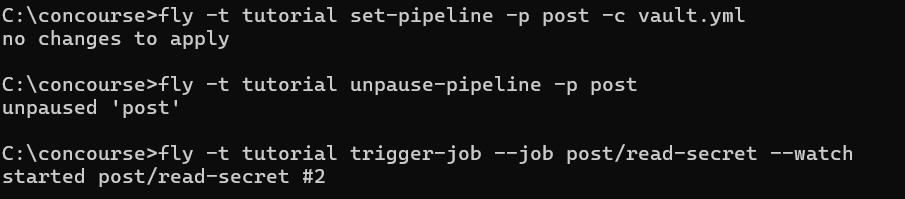 C:\concourse>fly -t tutorial set-pipeline -p post -c vault.yml
no changes to apply
C:\concourse>fly -t tutorial unpause-pipeline -p post
unpaused 'post'
C:\concourse>fly -t tutorial trigger-job --job post/read-secret --watch
started post/read-secret #2